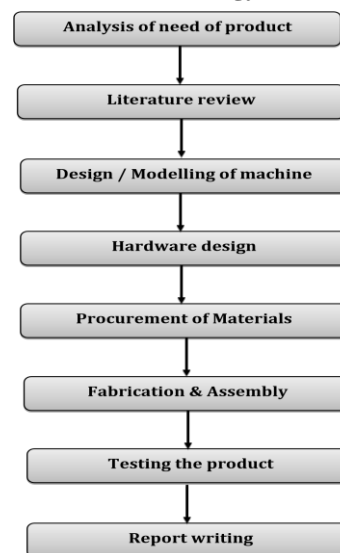 Analysis of need of product
Literature review
Design / Modelling of machine
Hardware design
Procurement of Materials
Fabrication & Assembly
Testing the product
Report writing